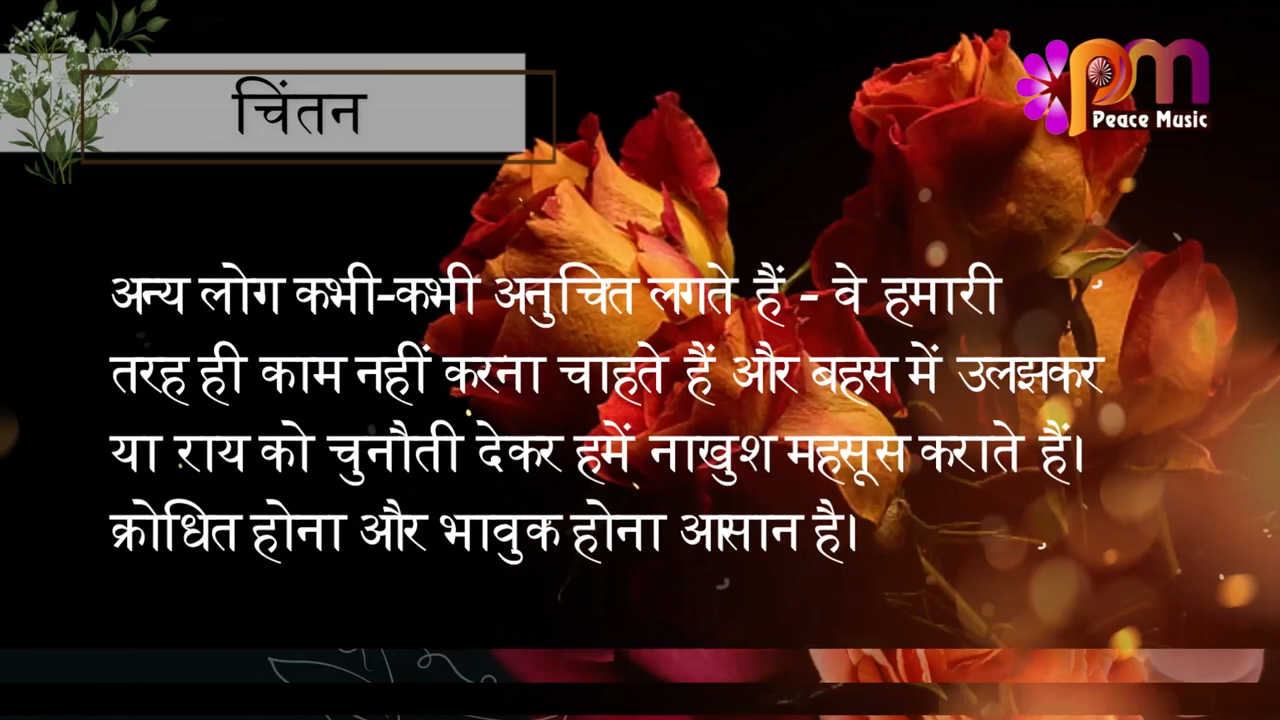 चिंतन
pm
Peace Music
अन्य लोग कभी-कभी अनुचित लगते हैं - वे हमारी
तरह ही काम नहीं करना चाहते हैं और बहस में उलझकर
या राय को चुनौती देकर हमें नाखुश महसूस कराते हैं।
क्रोधित होना और भावुक होना आसान है।